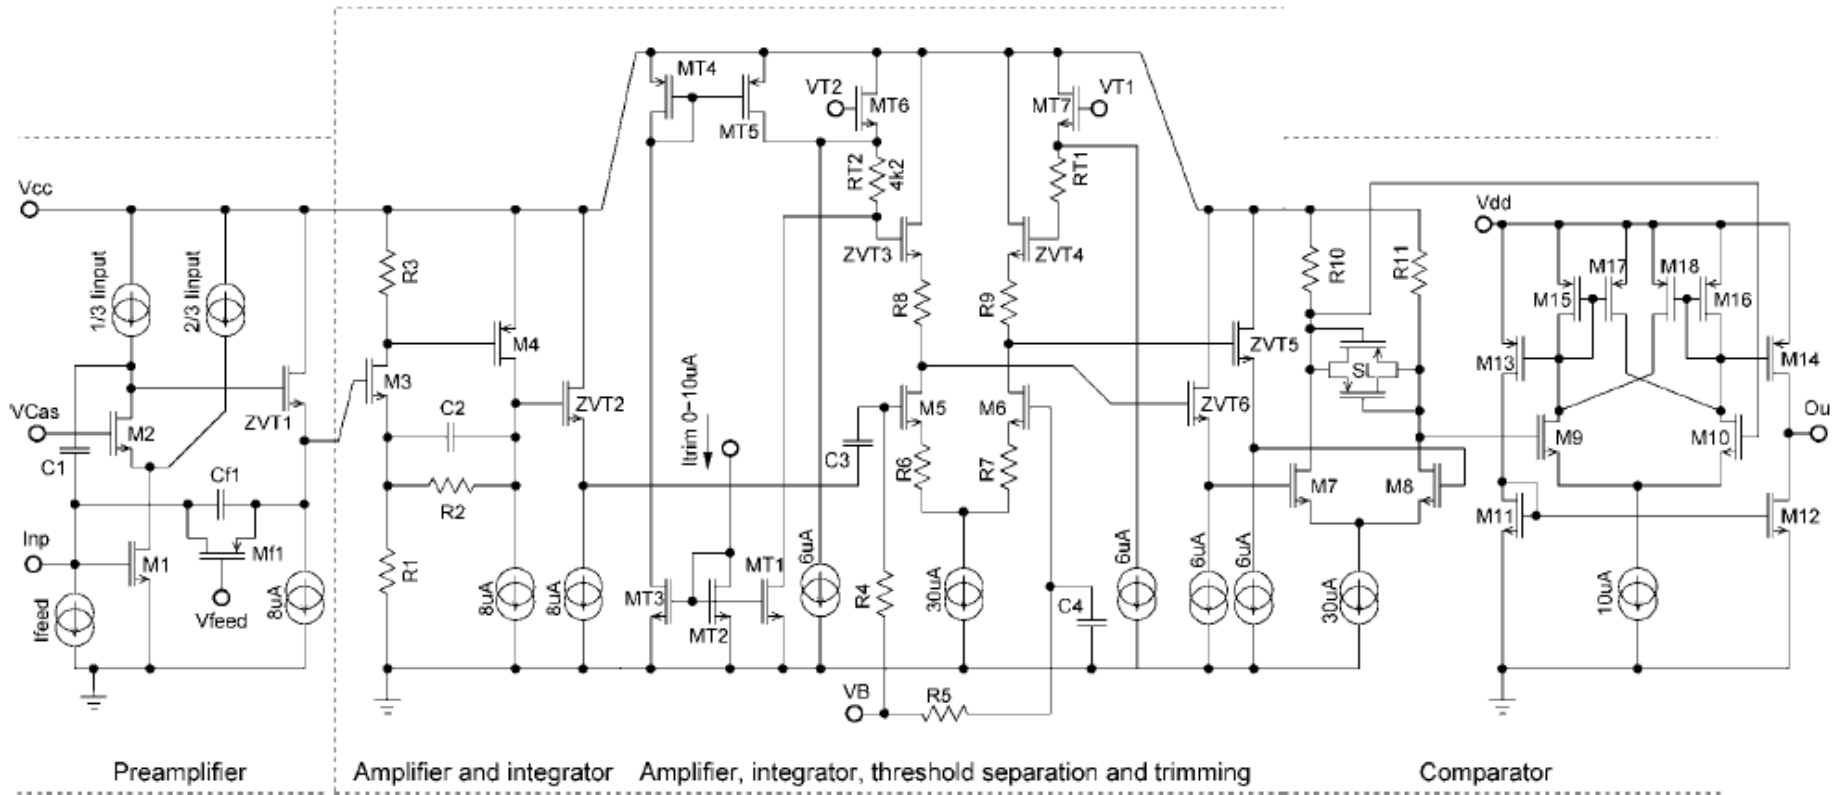 MT4
VT2
MT6
MT7
VT1
MT5
RT2
4k2
RT1
Vcc
Vdd
1/3 Iinput
2/3 Iinput
R3
ZVT3
ZVT4
R10
R11
M17
M18
M15
M16
R8
R9
M4
ZVT5
M13
M14
M3
SL
VCas
M2
ZVT1
C2
ZVT2
M5
M6
ZVT6
Ou
M9
M10
C1
Itrim 0-10uA
C3
Cf1
R2
R6
R7
M7
M8
M11
M12
Inp
M1
Mf1
R1
MT1
6uA
6uA
6uA
6uA
Ifeed
Vfeed
8uA
8uA
8uA
MT3
MT2
R4
30uA
C4
30uA
10uA
VB
R5
Preamplifier
Amplifier and integrator
Amplifier, integrator, threshold separation and trimming
Comparator